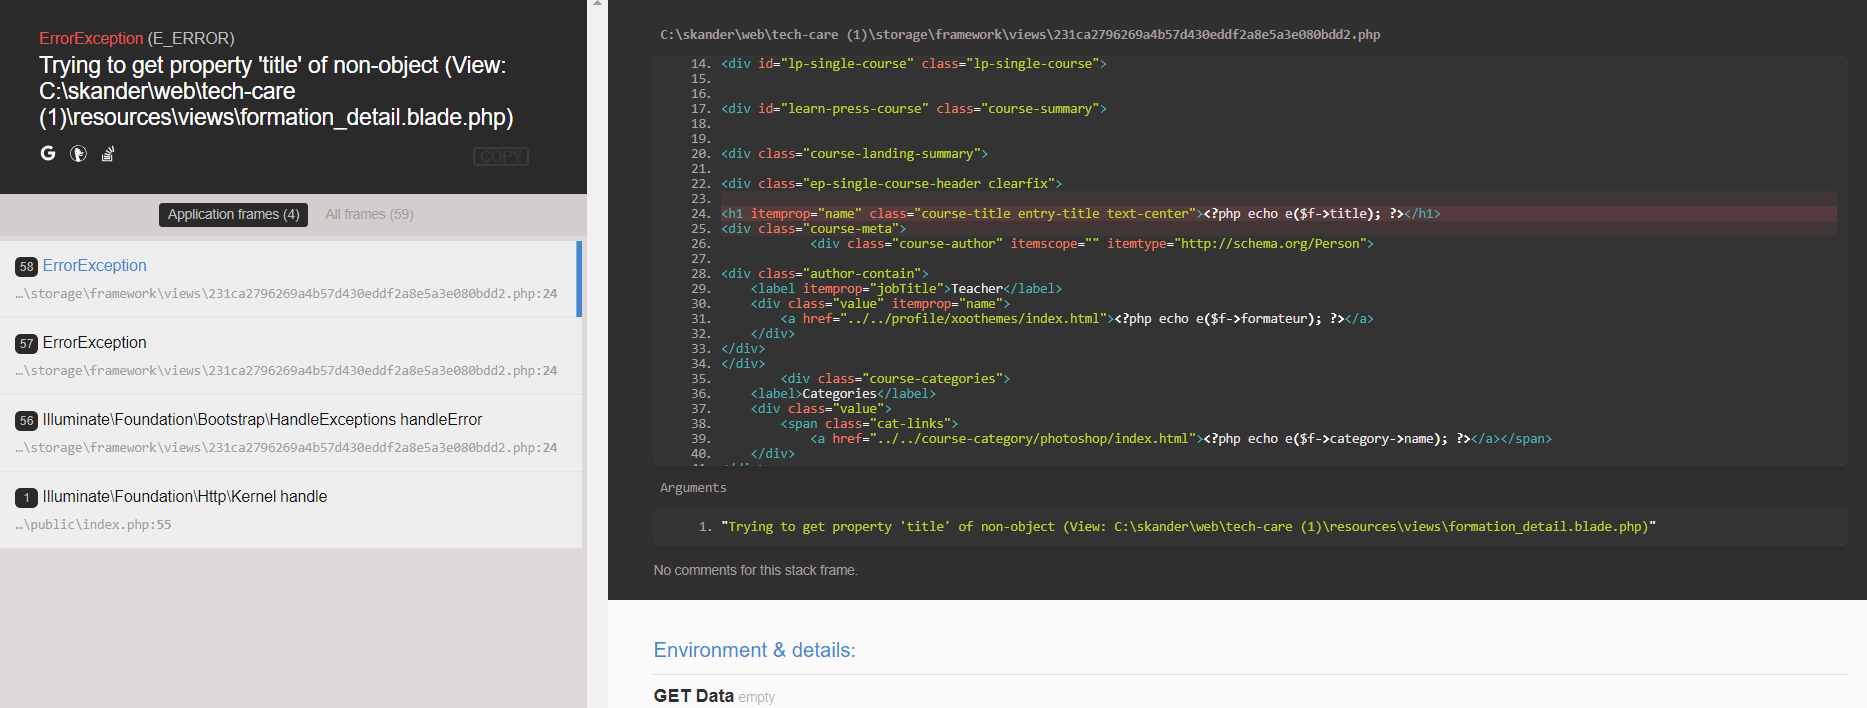 ErrorException (E_ERROR)
Trying to get property 'title' of non-object (View:
C:\skander\web\tech-care
(1)\resources\views\formation_detail.blade.php)
COPY
Application frames (4) All frames (59)
58 ErrorException
…\storage\framework\views\231ca2796269a4b57d430eddf2a8e5a3e080bdd2.php:24
57 ErrorException
…\storage\framework\views\231ca2796269a4b57d430eddf2a8e5a3e080bdd2.php:24
56 Illuminate\Foundation\Bootstrap\HandleExceptions handleError
…\storage\framework\views\231ca2796269a4b57d430eddf2a8e5a3e080bdd2.php:24
1 Illuminate\Foundation\Http\Kernel handle
…\public\index.php:55
C:\skander\web\tech-care (1)\storage\framework\views\231ca2796269a4b57d430eddf2a8e5a3e080bdd2.php
14. <div id="lp-single-course" class="lp-single-course">
15.
16.
17. <div id="learn-press-course" class="course-summary">
18.
19.
20. <div class="course-landing-summary">
21.
22. <div class="ep-single-course-header clearfix">
23.
24. <h1 itemprop="name" class="course-title entry-title text-center"><?php echo e($f->title); ?></h1>
25. <div class="course-meta">
26. <div class="course-author" itemscope="" itemtype="http://schema.org/Person">
27.
28. <div class="author-contain">
29. <label itemprop="jobTitle">Teacher</label>
30. <div class="value" itemprop="name">
31. <a href="../../profile/xoothemes/index.html"><?php echo e($f->formateur); ?></a>
32. </div>
33. </div>
34. </div>
35. <div class="course-categories">
36. <label>Categories</label>
37. <div class="value">
38. <span class="cat-links">
39. <a href="../../course-category/photoshop/index.html"><?php echo e($f->category->name); ?></a></span>
40. </div>
Arguments
1. "Trying to get property 'title' of non-object (View: C:\skander\web\tech-care (1)\resources\views\formation_detail.blade.php)"
No comments for this stack frame.
Environment & details:
GET Data empty